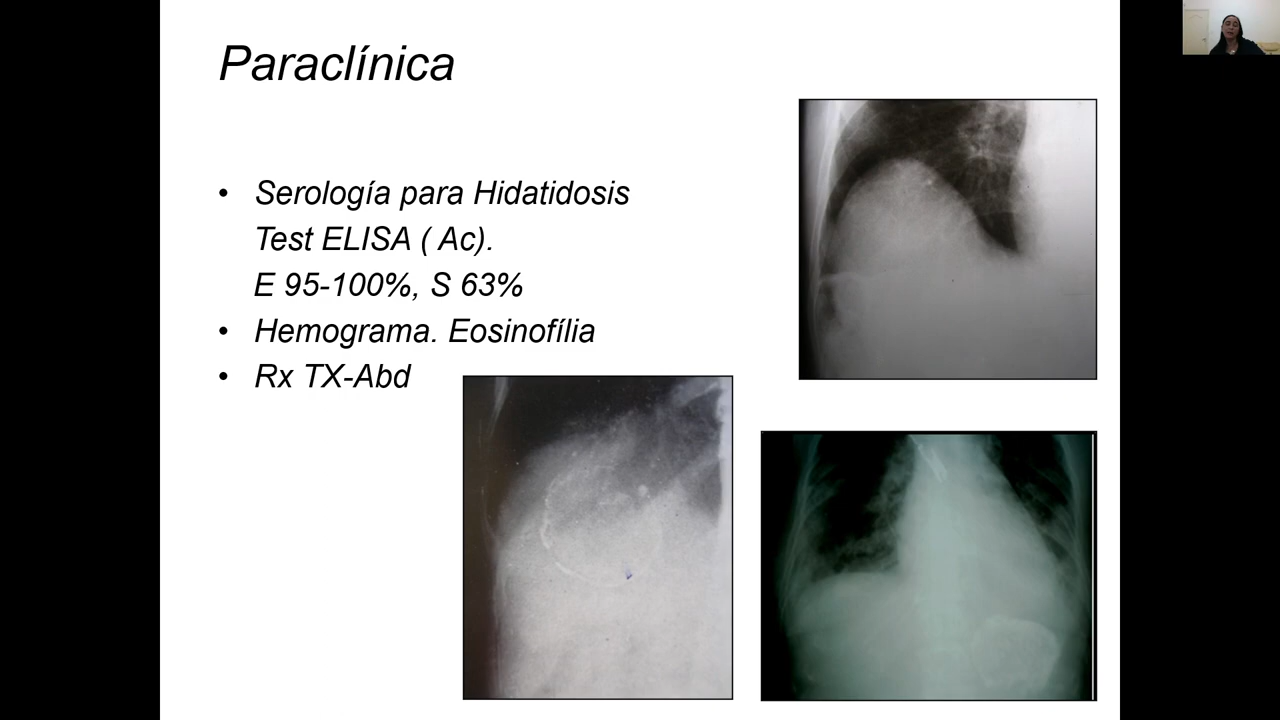 Paraclínica
• Serología para Hidatidosis
Test ELISA ( Ac).
E 95-100%, S 63%
• Hemograma. Eosinofília
• Rx TX-Abd